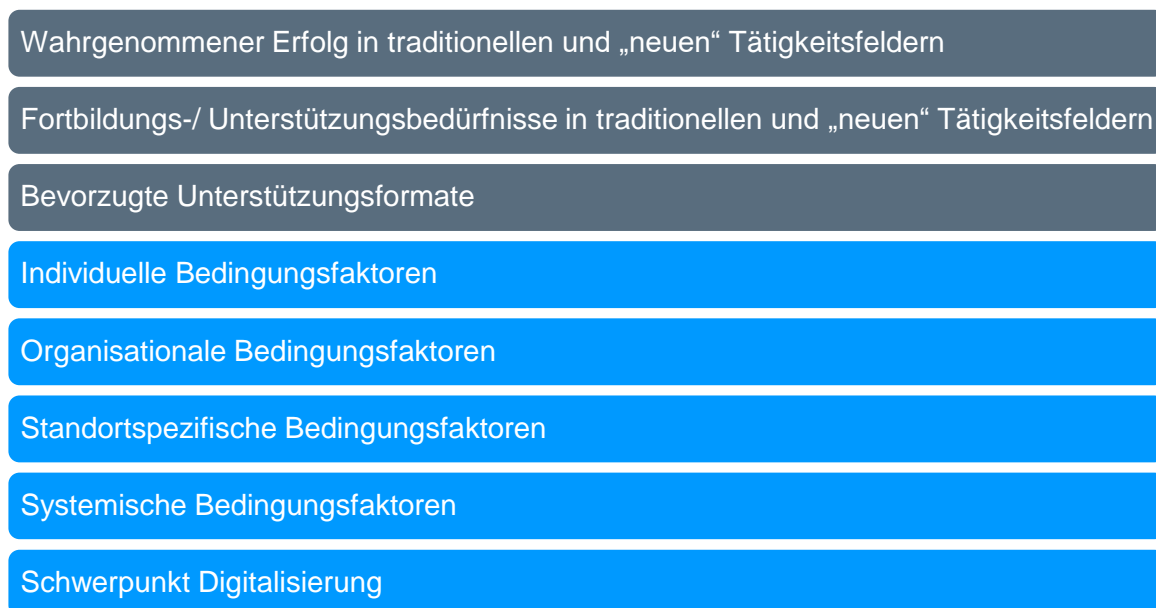 Wahrgenommener Erfolg in traditionellen und „neuen“ Tätigkeitsfeldern
Fortbildungs-/ Unterstützungsbedürfnisse in traditionellen und „neuen“ Tätigkeitsfeldern
Bevorzugte Unterstützungsformate
Individuelle Bedingungsfaktoren
Organisationale Bedingungsfaktoren
Standortspezifische Bedingungsfaktoren
Systemische Bedingungsfaktoren
Schwerpunkt Digitalisierung